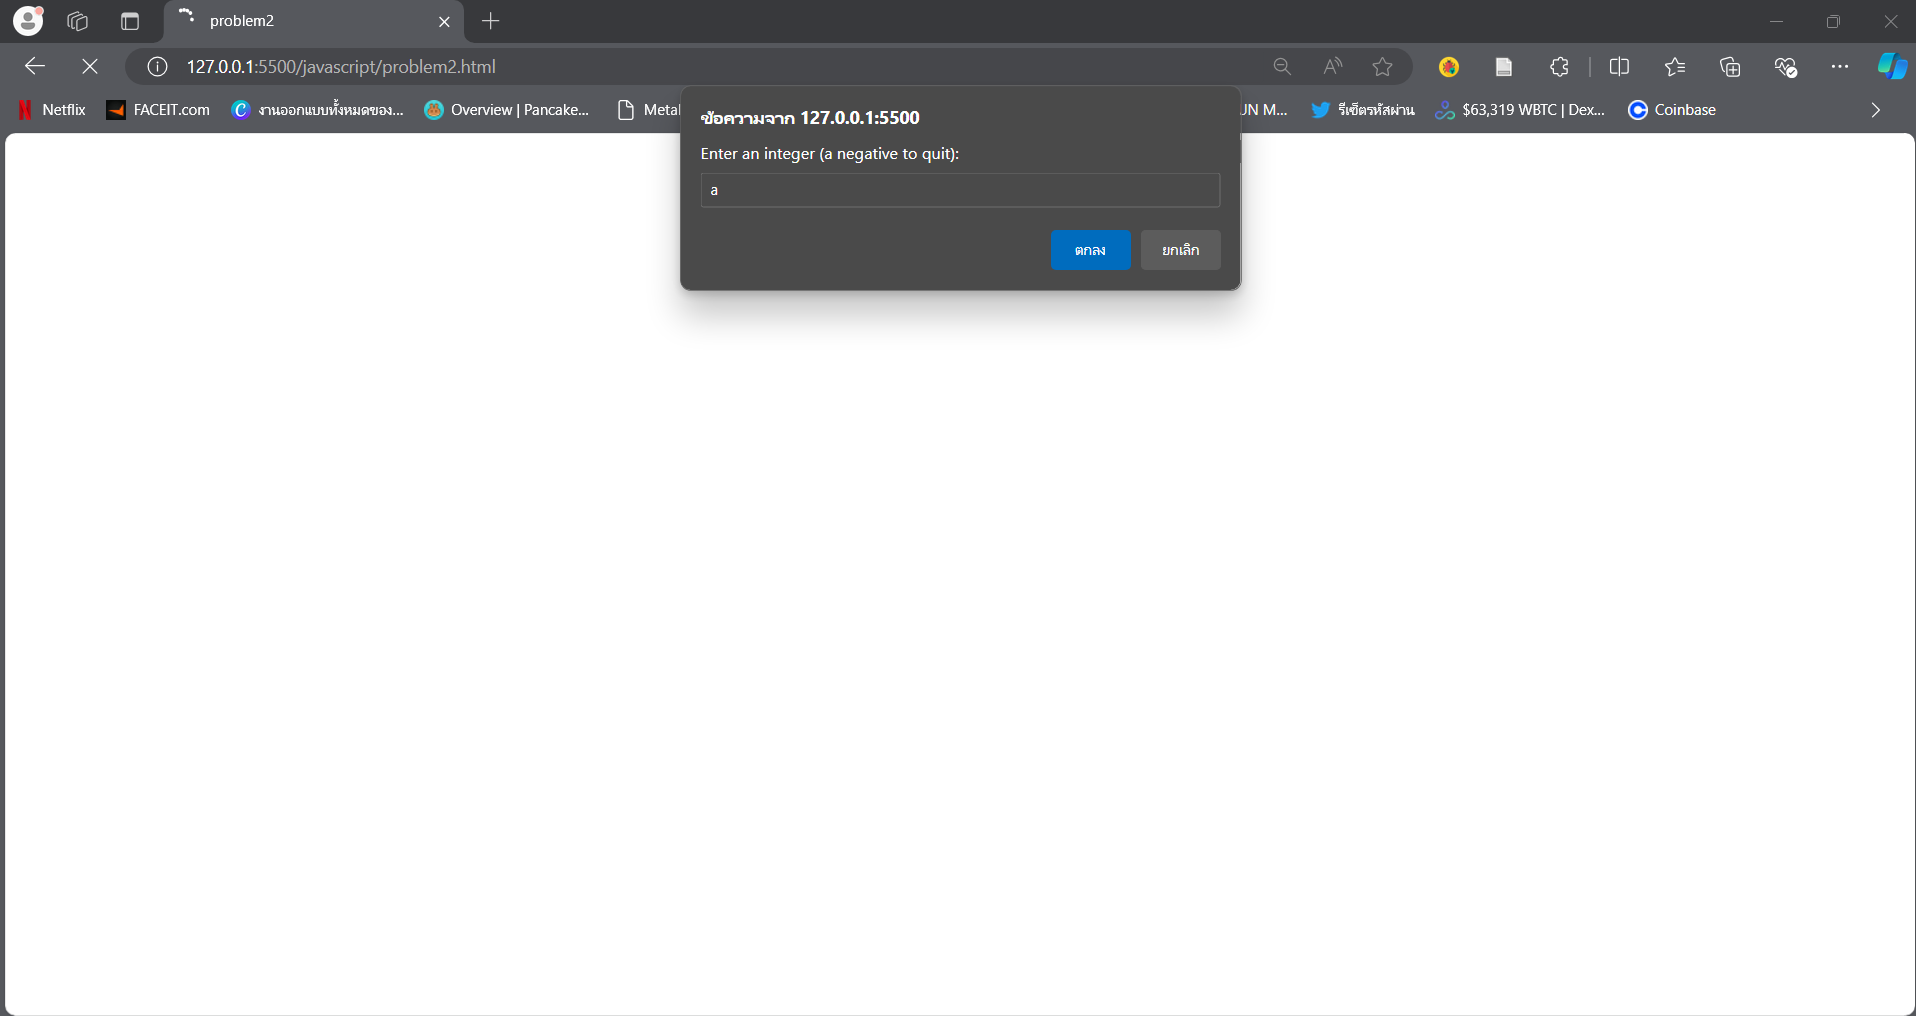 problem2
127.0.0.1:5500/javascript/problem2.html
Netflix
FACEIT.com
งานออกแบบทั้งหมดของ...
Overview | Pancake...
Metal
UN M...
รีเซ็ตรหัสผ่าน
$63,319 WBTC | Dex...
Coinbase
ข้อความจาก 127.0.0.1:5500
Enter an integer (a negative to quit):
a
ตกลง
ยกเลิก